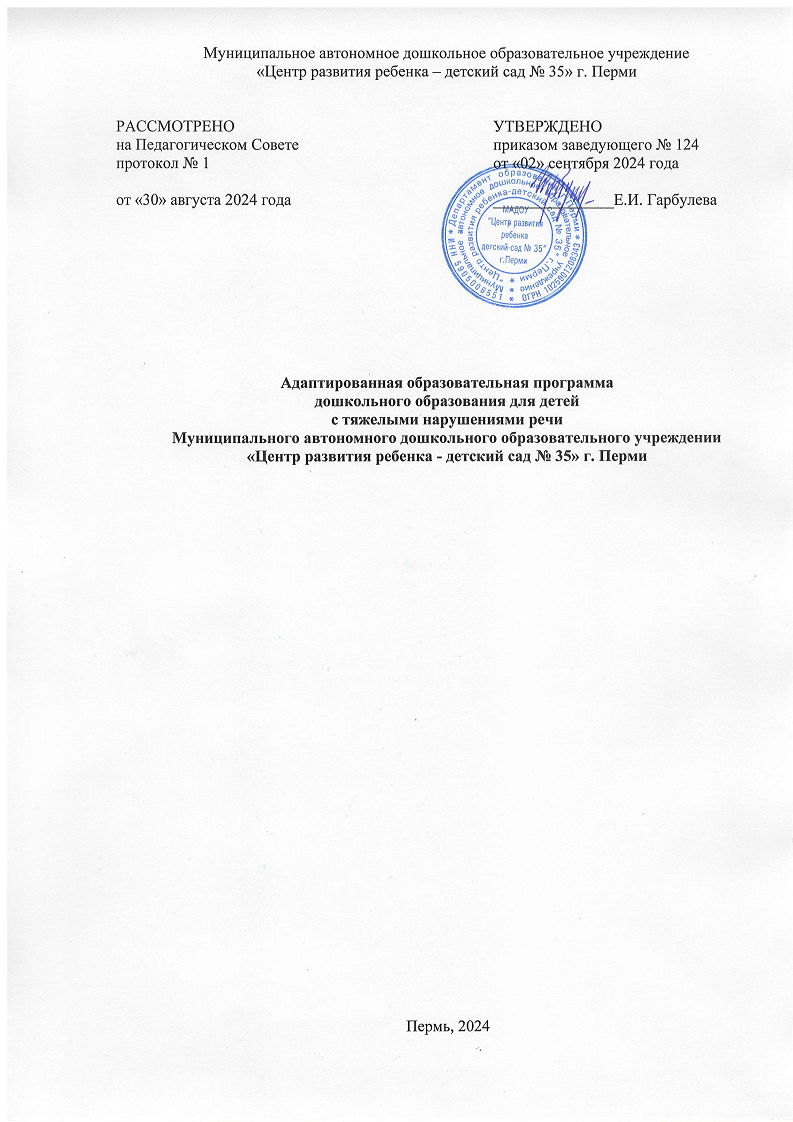 Муниципальное автономное дошкольное образовательное учреждение
«Центр развития ребенка – детский сад № 35» г. Перми
РАССМОТРЕНО
на Педагогическом Совете
протокол № 1
от «30» августа 2024 года
УТВЕРЖДЕНО
приказом заведующего № 124
от «02» сентября 2024 года
Е.И. Гарбулева
МАДОУ
"Центр развития
ребенка
детский-сад № 35"
г.Перми
Адаптированная образовательная программа
дошкольного образования для детей
с тяжелыми нарушениями речи
Муниципального автономного дошкольного образовательного учреждении
«Центр развития ребенка - детский сад № 35» г. Перми
Пермь, 2024